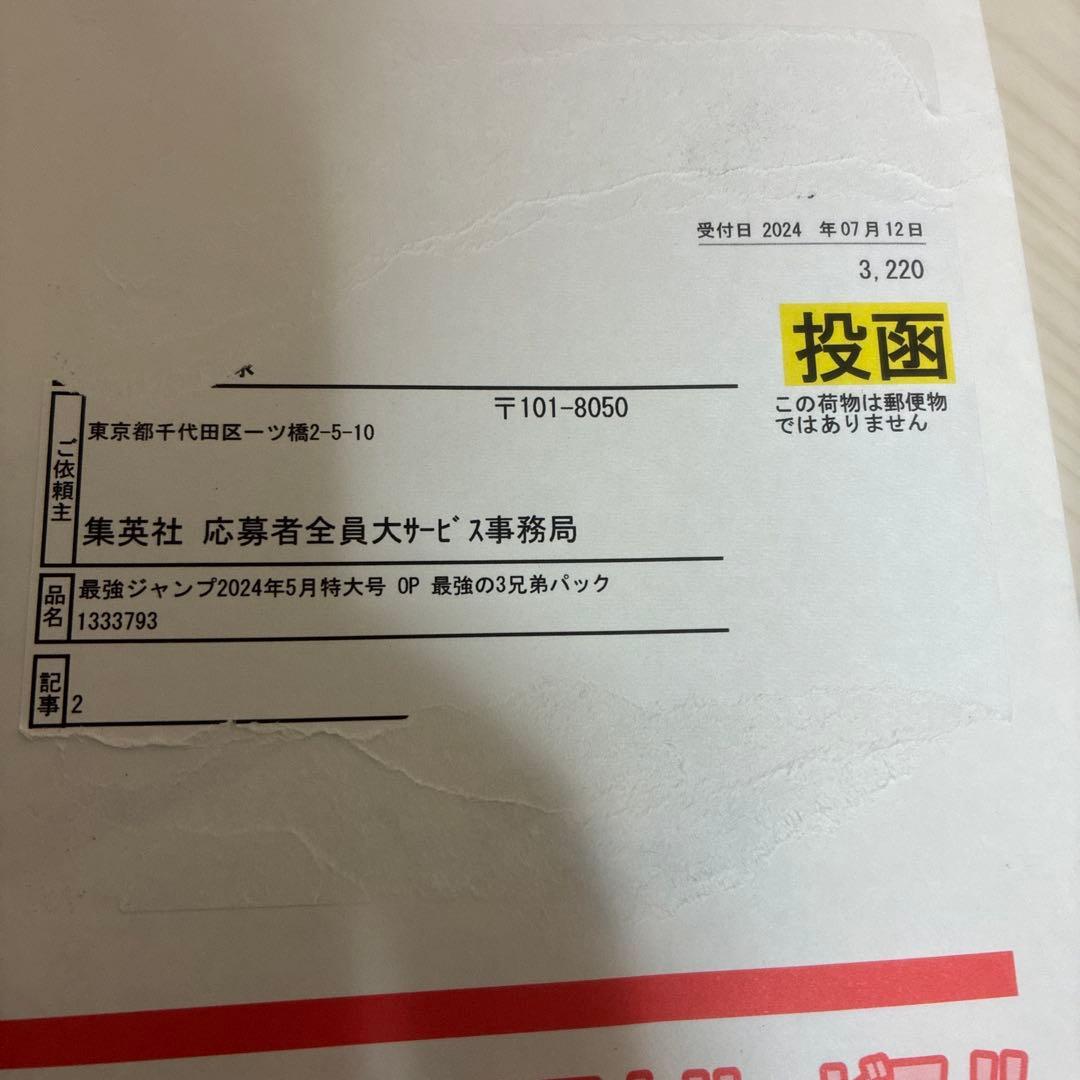 受付日 2024 年07月12日
3,220
投函
この荷物は郵便物
ではありません
〒101-8050
ご依頼主
東京都千代田区一ツ橋2-5-10
集英社 応募者全員大ｻｰﾋﾞｽ事務局
品名
最強ジャンプ2024年5月特大号 OP 最強の3兄弟パック
1333793
記事
2